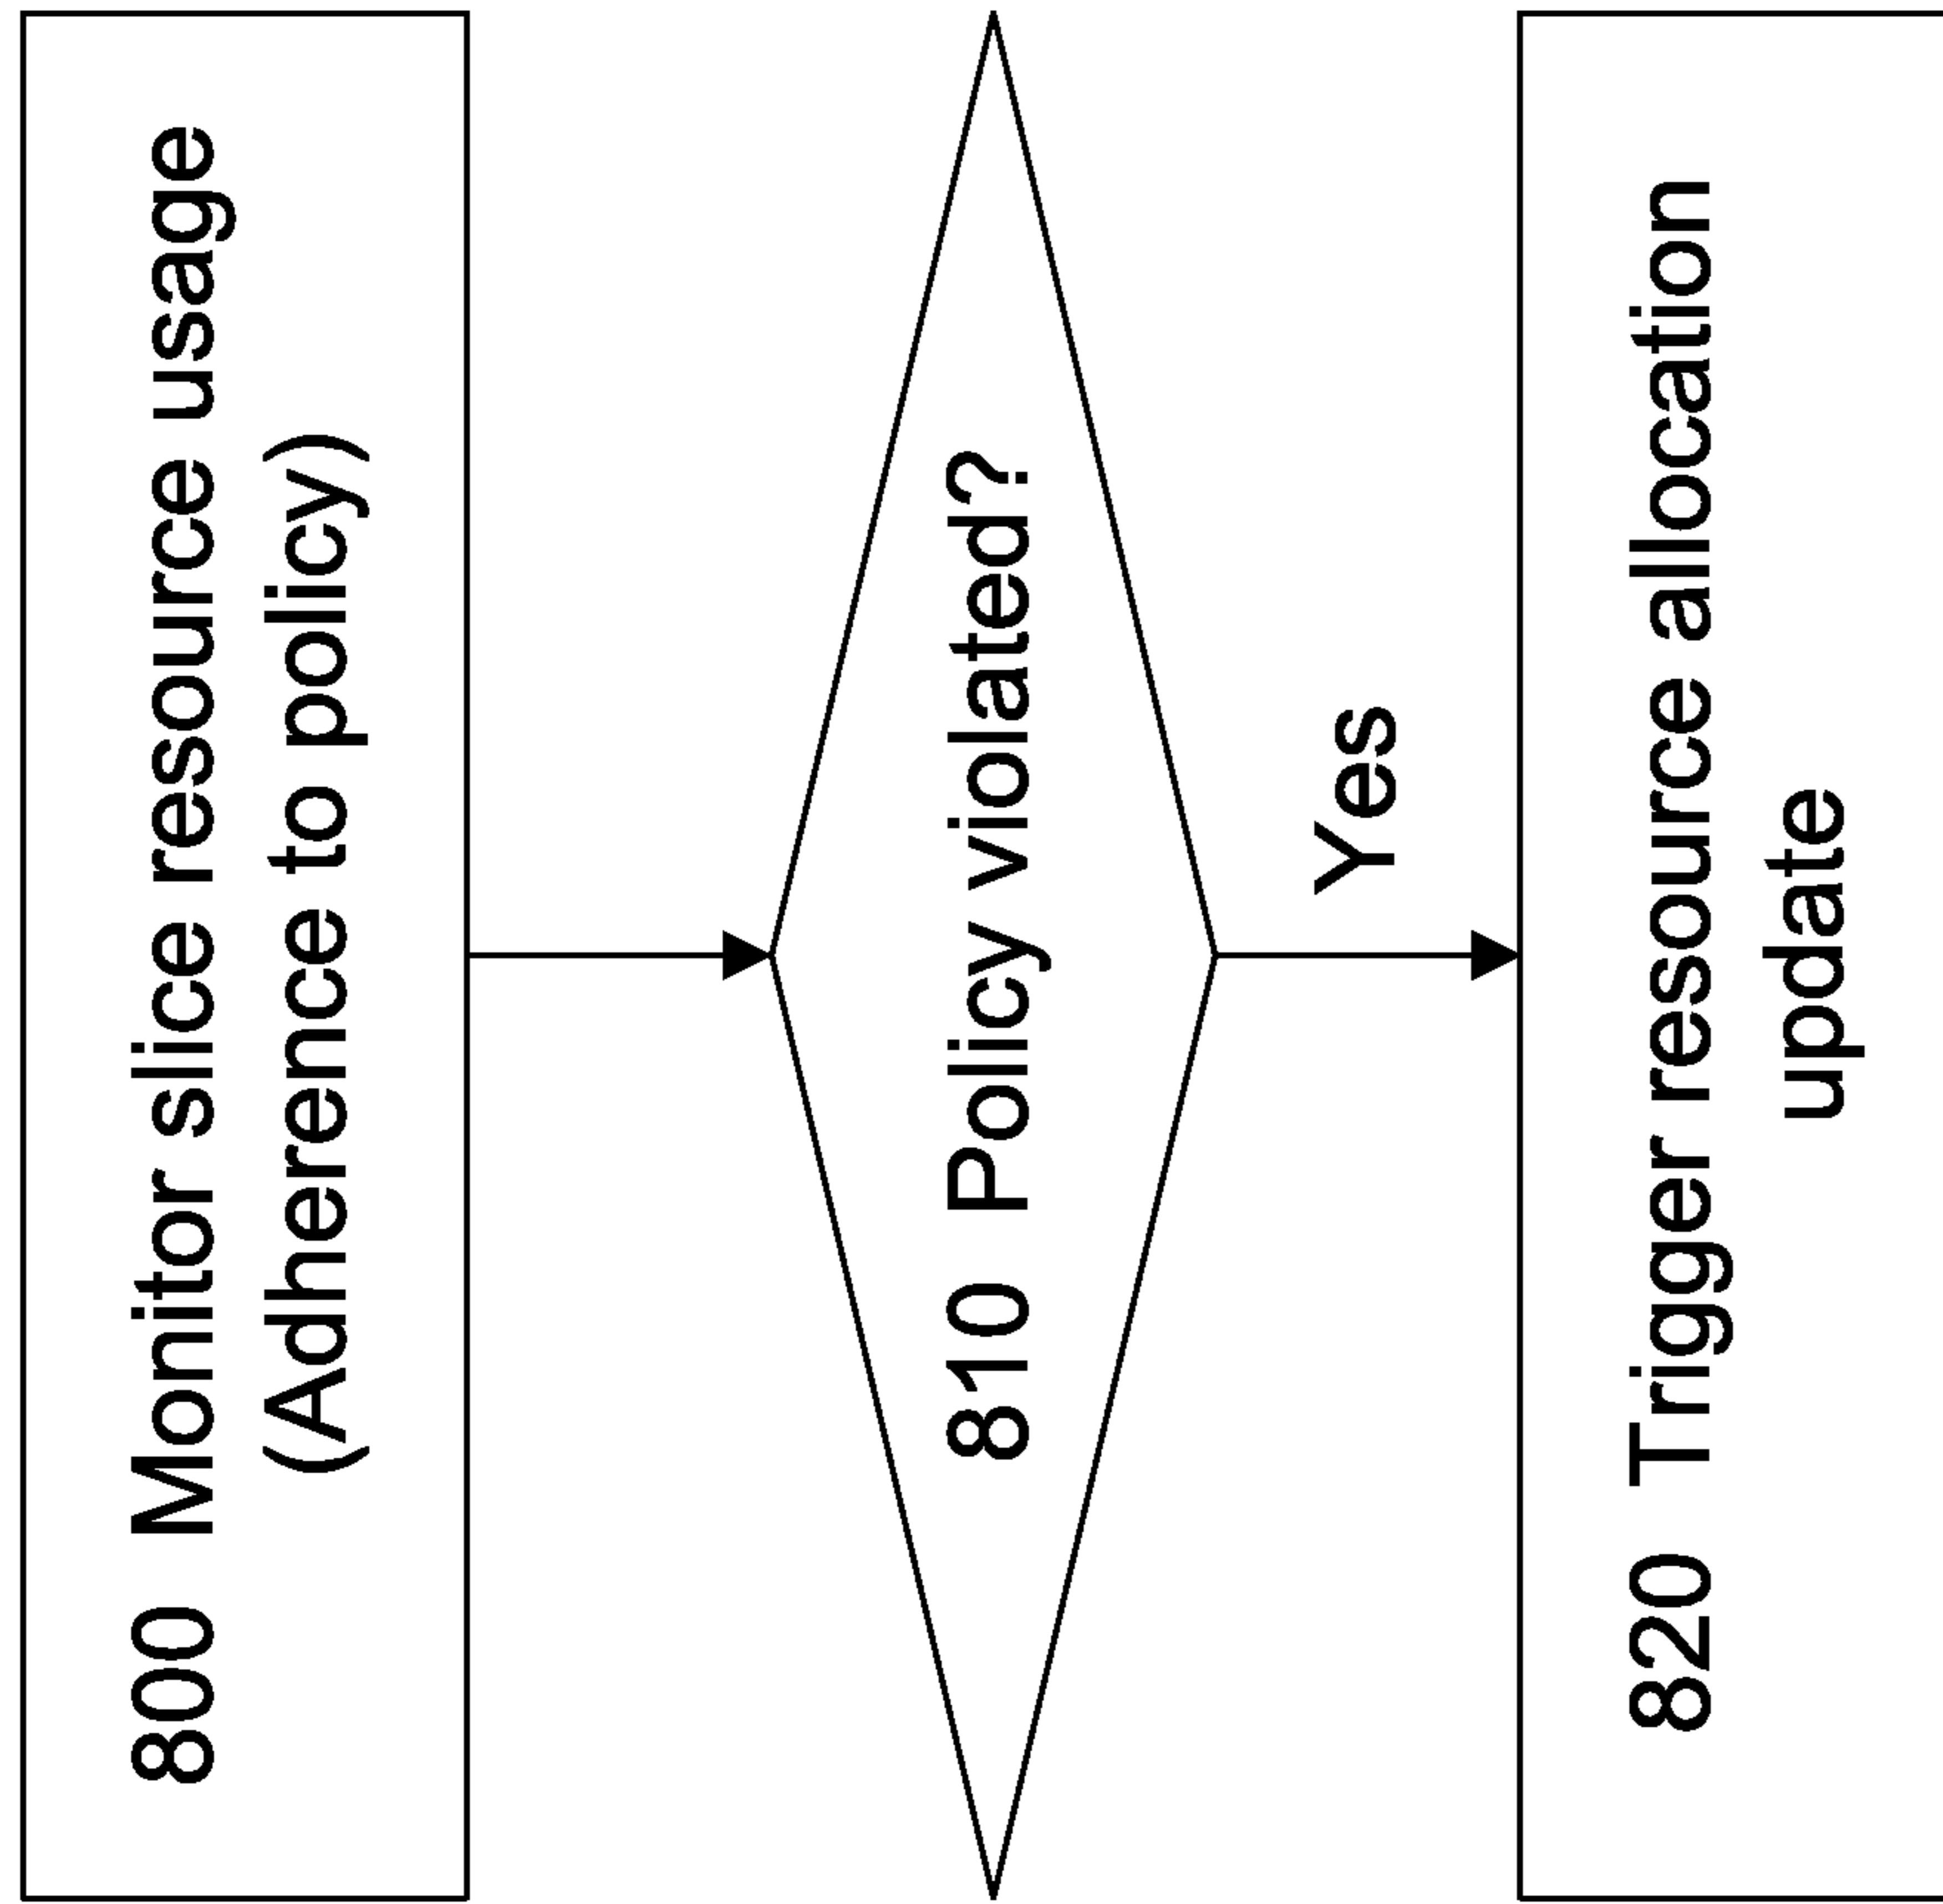 800 Monitor slice resource usage
(Adherence to policy)
810 Policy violated?
Yes
820 Trigger resource allocation
update